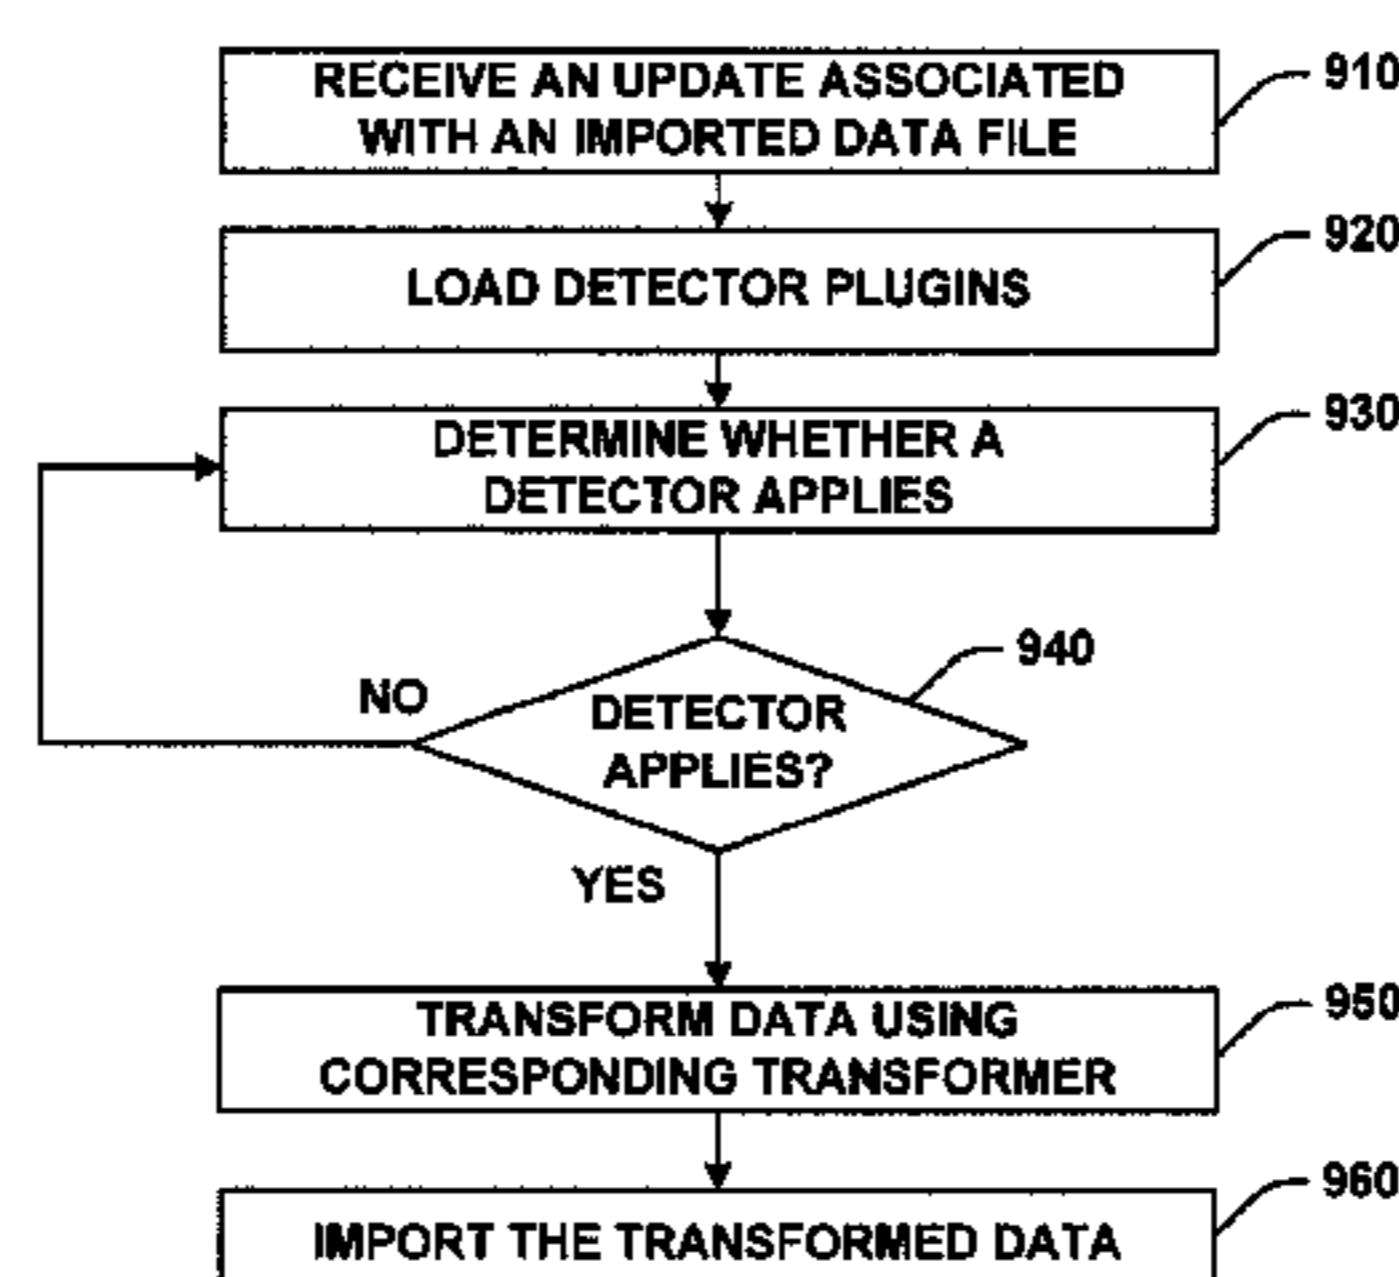 RECEIVE AN UPDATE ASSOCIATED
WITH AN IMPORTED DATA FILE
910
LOAD DETECTOR PLUGINS
920
DETERMINE WHETHER A
DETECTOR APPLIES
930
940
NO
DETECTOR
APPLIES?
YES
TRANSFORM DATA USING
CORRESPONDING TRANSFORMER
950
IMPORT THE TRANSFORMED DATA
960